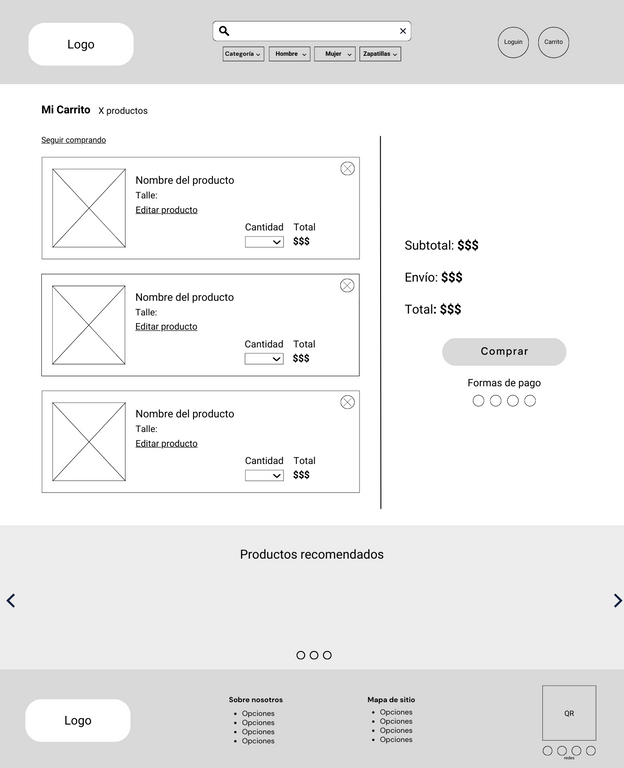 Logo
Categoría
Hombre
Mujer
Zapatillas
Loguin
Carrito
Mi Carrito X productos
Seguir comprando
Nombre del producto
Talle:
Editar producto
Cantidad Total
$$$
Nombre del producto
Talle:
Editar producto
Cantidad Total
$$$
Nombre del producto
Talle:
Editar producto
Cantidad Total
$$$
Subtotal: $$$
Envío: $$$
Total: $$$
Comprar
Formas de pago
Productos recomendados
Logo
Sobre nosotros
Opciones
Opciones
Opciones
Opciones
Mapa de sitio
Opciones
Opciones
Opciones
Opciones
QR
redes